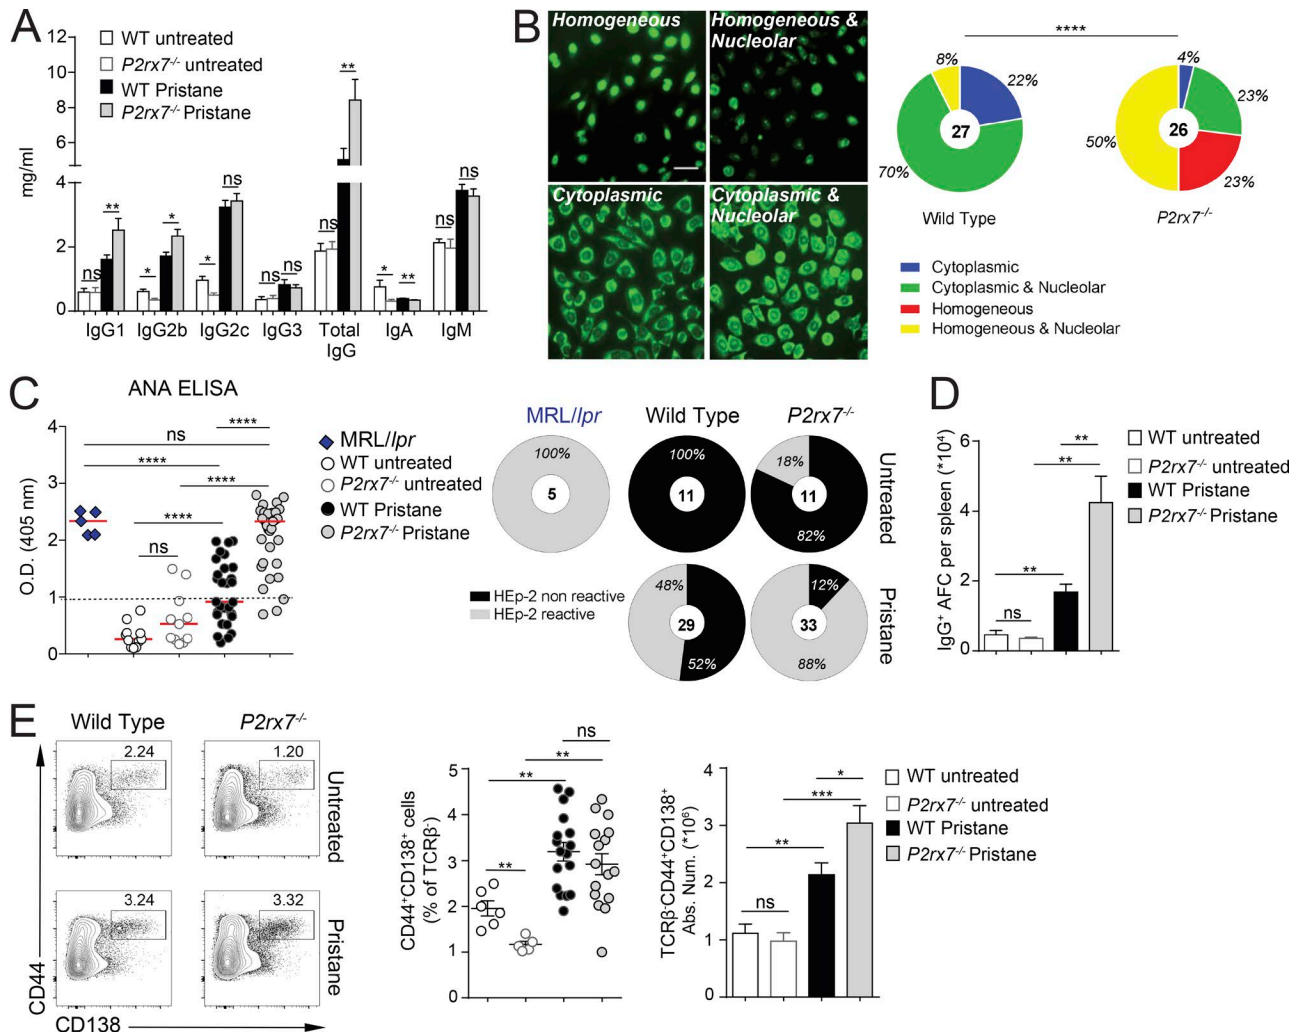 A
12
10
8
6
4
2
0
mg/ml
WT untreated
P2rx7-/- untreated
WT Pristane
P2rx7-/- Pristane
ns
**
*
*
*
ns
ns
ns
ns
**
*
**
ns
ns
IgG1
IgG2b
IgG2c
IgG3
Total
IgG
IgA
IgM
B
Homogeneous
Homogeneous &
Nucleolar
Cytoplasmic
Cytoplasmic
& Nucleolar
****
8%
22%
70%
27
Wild Type
4%
23%
23%
50%
26
P2rx7-/-
Cytoplasmic
Cytoplasmic & Nucleolar
Homogeneous
Homogeneous & Nucleolar
C
ANA ELISA
O.D. (405 nm)
4
3
2
1
0
****
ns
****
****
****
ns
MRL/lpr
WT untreated
P2rx7-/- untreated
WT Pristane
P2rx7-/- Pristane
MRL/lpr
Wild Type
P2rx7-/-
100%
5
100%
11
18%
11
82%
Untreated
HEp-2 non reactive
HEp-2 reactive
48%
29
52%
12%
33
88%
Pristane
D
IgG+ AFC per spleen (*10⁴)
6
4
2
0
**
**
**
ns
WT untreated
P2rx7-/- untreated
WT Pristane
P2rx7-/- Pristane
E
Wild Type
P2rx7-/-
2.24
1.20
Untreated
3.24
3.32
Pristane
CD44
CD138
CD44+CD138+ cells
(% of TCRβ-)
5
4
3
2
1
0
ns
**
**
**
TCRβ-CD44+CD138+
Abs. Num. (*10⁶)
4
3
2
1
0
*
***
**
ns
WT untreated
P2rx7-/- untreated
WT Pristane
P2rx7-/- Pristane